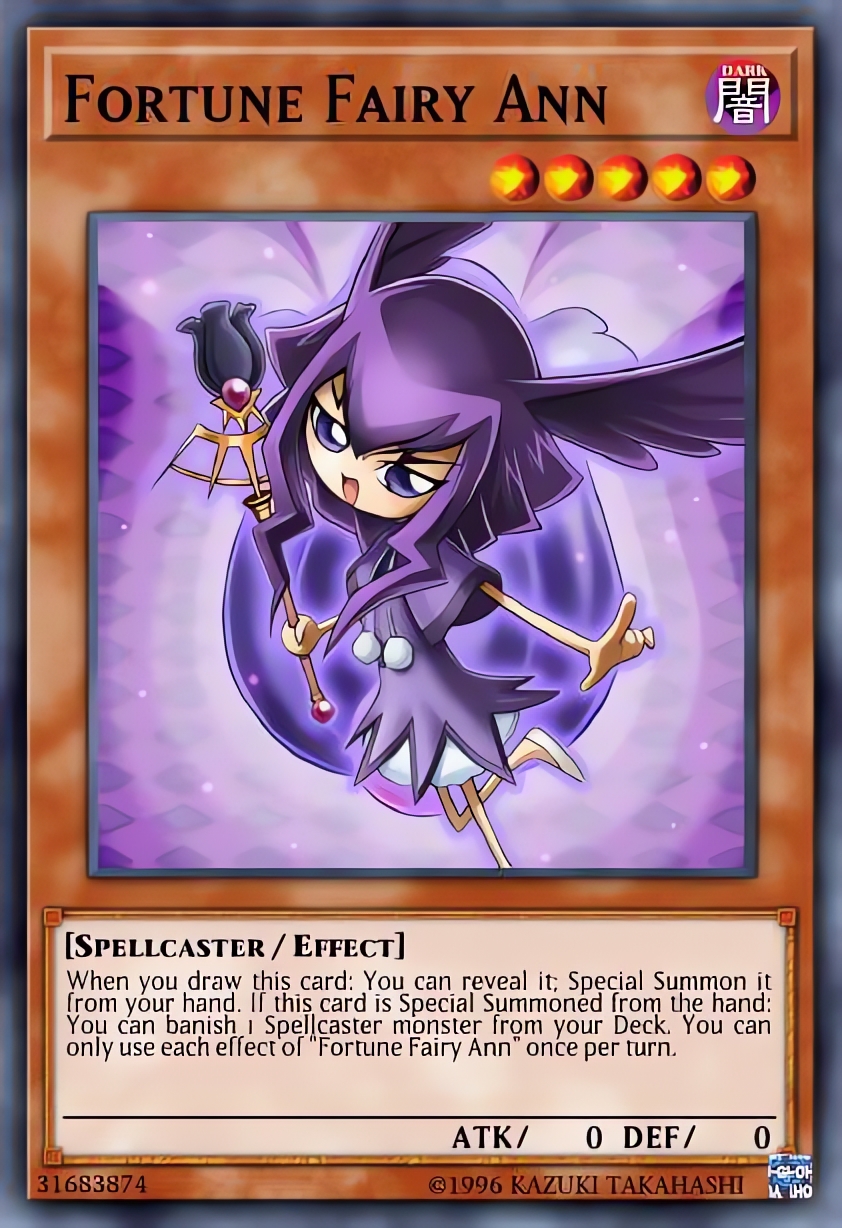 FORTUNE FAIRY ANN
DARK
闇
[SPELLCASTER / EFFECT]
When you draw this card: You can reveal it; Special Summon it
from your hand. If this card is Special Summoned from the hand:
You can banish 1 Spellcaster monster from your Deck. You can
only use each effect of "Fortune Fairy Ann" once per turn.
ATK/ 0 DEF/ 0
31683874 ©1996 KAZUKI TAKAHASHI